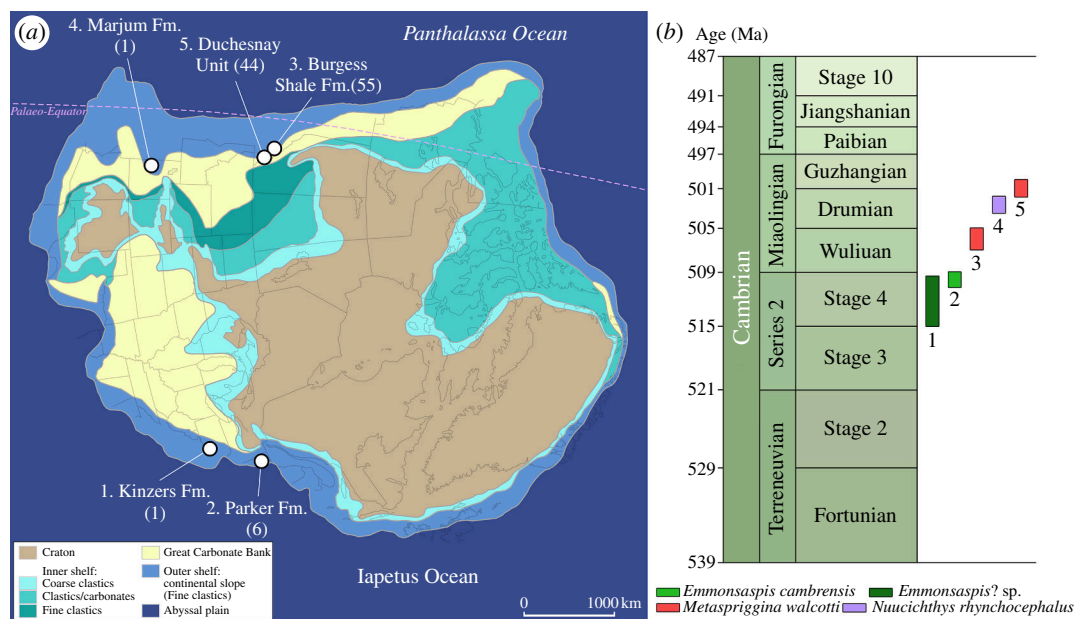 (a)
4. Marjum Fm.
(1)
5. Duchesnay
Unit (44)
3. Burgess
Shale Fm.(55)
Panthalassa Ocean
Palaeo-Equator
1. Kinzers Fm.
(1)
2. Parker Fm.
(6)
Iapetus Ocean
0 1000 km
Craton
Inner shelf:
Coarse clastics
Clastics/carbonates
Fine clastics
Great Carbonate Bank
Outer shelf:
continental slope
(Fine clastics)
Abyssal plain
(b)
Age (Ma)
487
491
494
497
501
505
509
515
521
529
539
Cambrian
Furongian
Miaolingian
Series 2
Terreneuvian
Stage 10
Jiangshanian
Paibian
Guzhangian
Drumian
Wuliuan
Stage 4
Stage 3
Stage 2
Fortunian
5
4
3
2
1
Emmonsaspis cambrensis Emmonsaspis? sp.
Metaspriggina walcotti Nuucichthys rhynchocephalus